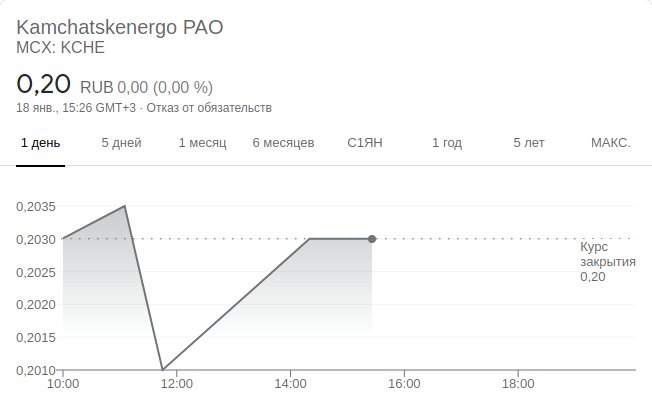 Kamchatskenergo PAO
MCX: KCHE
0,20 RUB 0,00 (0,00 %)
18 янв., 15:26 GMT+3 · Отказ от обязательств
1 день 5 дней 1 месяц 6 месяцев С1ЯН 1 год 5 лет МАКС.
0,2035
0,2030
Курс
закрытия
0,20
0,2025
0,2020
0,2015
0,2010
10:00 12:00 14:00 16:00 18:00